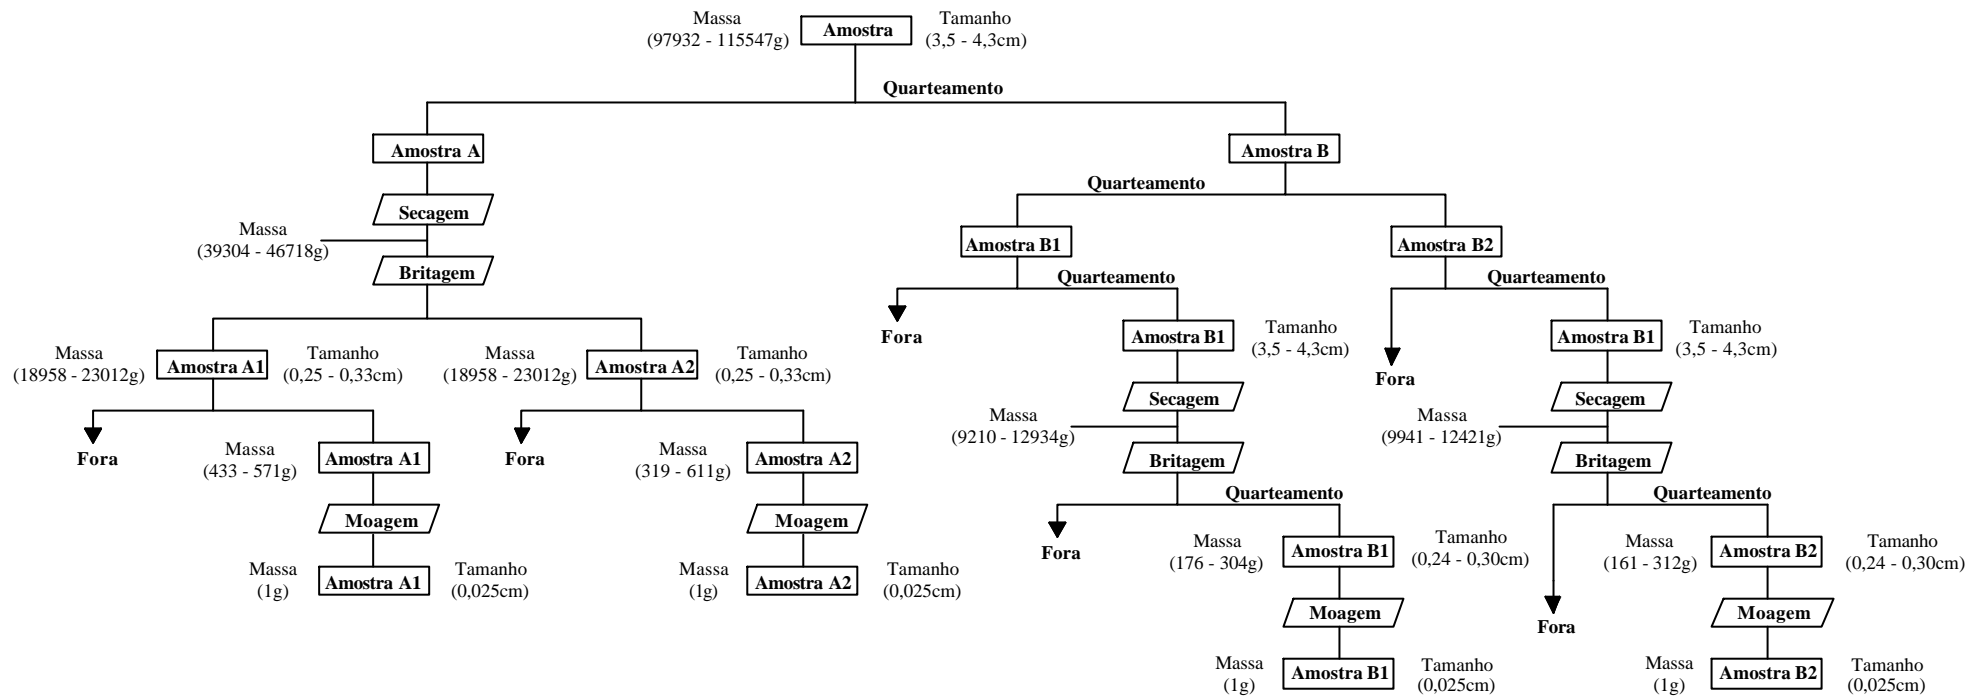 Massa
(97932 - 115547g)
Amostra
Tamanho
(3,5 - 4,3cm)
Quarteamento
Amostra A
Amostra B
Secagem
Quarteamento
Massa
(39304 - 46718g)
Britagem
Amostra B1
Amostra B2
Quarteamento
Quarteamento
Fora
Amostra B1
Tamanho
(3,5 - 4,3cm)
Fora
Amostra B1
Tamanho
(3,5 - 4,3cm)
Massa
(18958 - 23012g)
Amostra A1
Tamanho
(0,25 - 0,33cm)
Massa
(18958 - 23012g)
Amostra A2
Tamanho
(0,25 - 0,33cm)
Secagem
Secagem
Massa
(9210 - 12934g)
Massa
(9941 - 12421g)
Fora
Massa
(433 - 571g)
Amostra A1
Fora
Massa
(319 - 611g)
Amostra A2
Britagem
Britagem
Quarteamento
Quarteamento
Moagem
Moagem
Fora
Massa
(176 - 304g)
Amostra B1
Tamanho
(0,24 - 0,30cm)
Massa
(161 - 312g)
Amostra B2
Tamanho
(0,24 - 0,30cm)
Massa
(1g)
Amostra A1
Tamanho
(0,025cm)
Massa
(1g)
Amostra A2
Tamanho
(0,025cm)
Moagem
Fora
Moagem
Massa
(1g)
Amostra B1
Tamanho
(0,025cm)
Massa
(1g)
Amostra B2
Tamanho
(0,025cm)